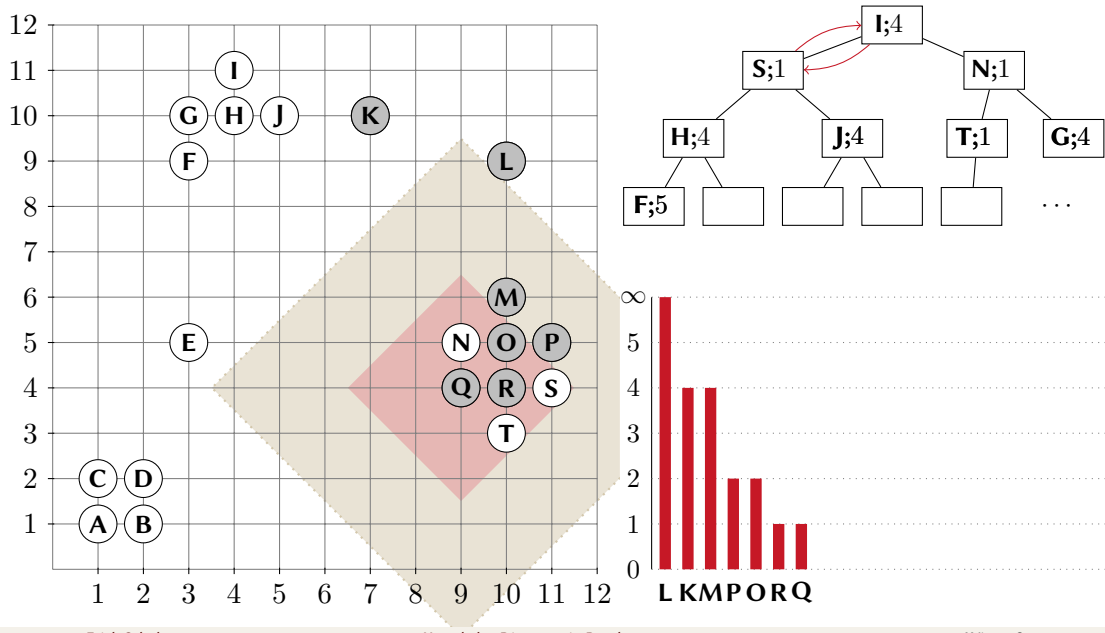 12
11
10
9
8
7
6
5
4
3
2
1
1 2 3 4 5 6 7 8 9 10 11 12
I
G H J K
F L
M
E N O P
Q R S
T
C D
A B
I;4
S;1 N;1
H;4 J;4 T;1 G;4
F;5 ...
∞
5
4
3
2
1
0
L K M P O R Q